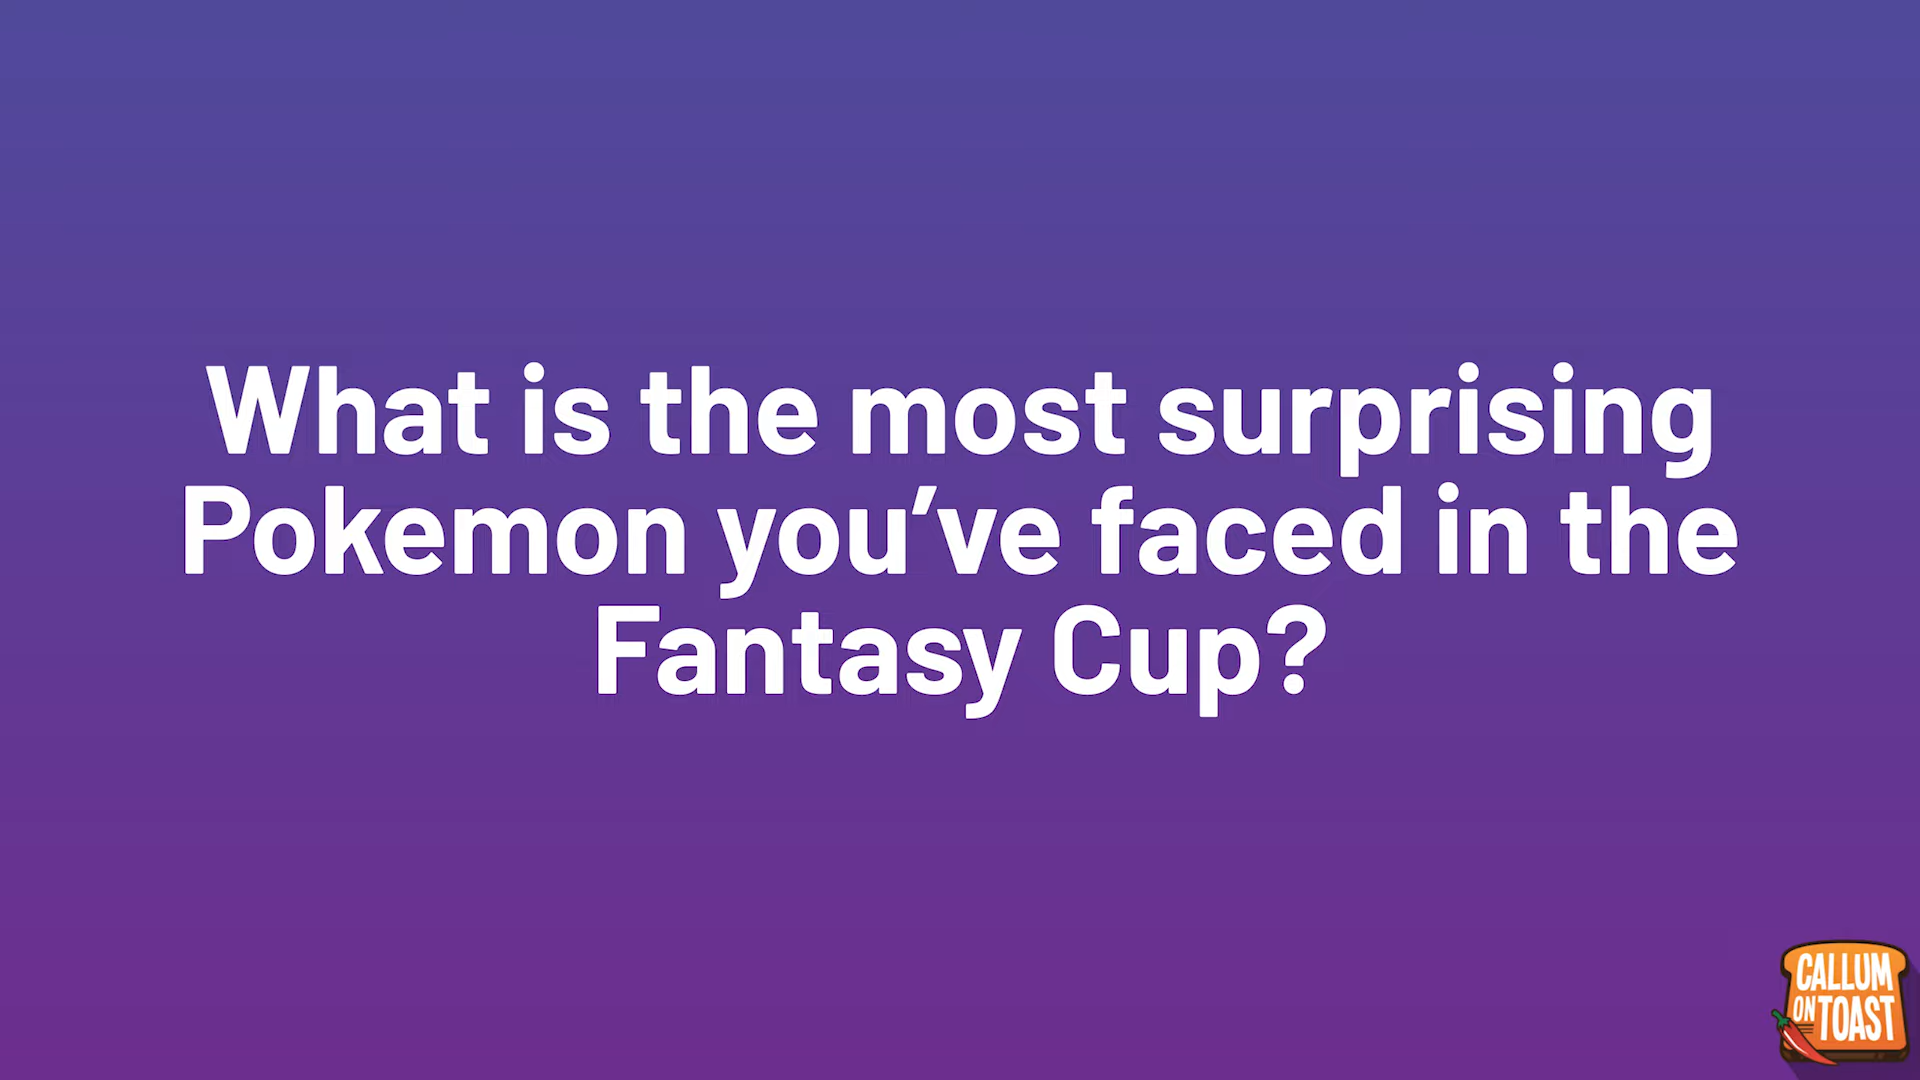 What is the most surprising
Pokemon you’ve faced in the
Fantasy Cup?
CALLUM
ON TOAST